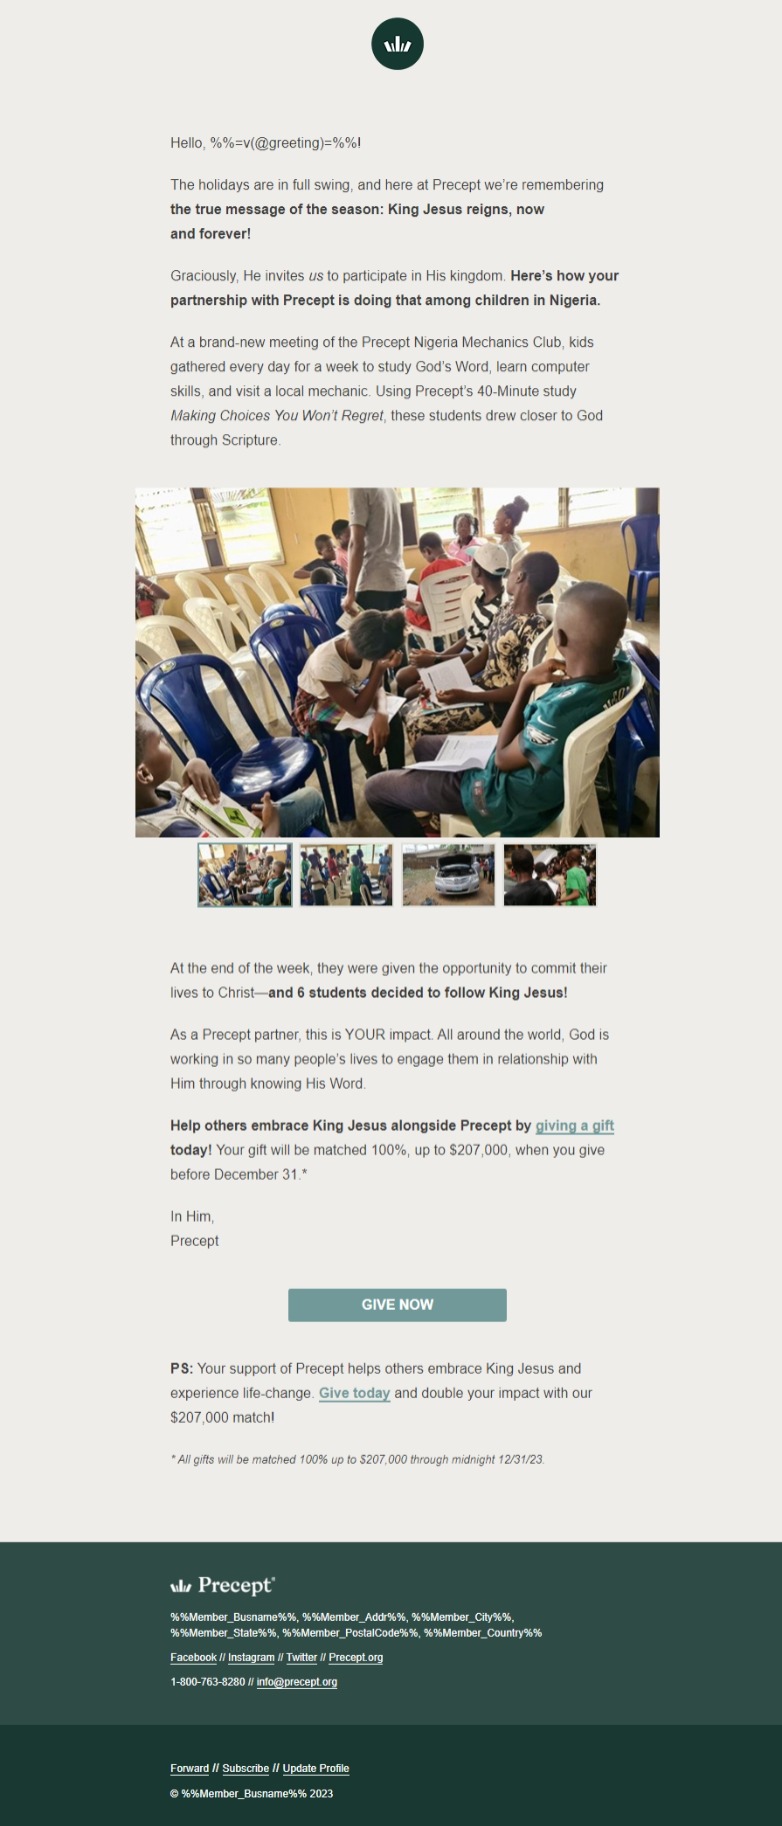 Hello, %%=v(@greeting)=%%!
The holidays are in full swing, and here at Precept we’re remembering
the true message of the season: King Jesus reigns, now
and forever!
Graciously, He invites us to participate in His kingdom. Here’s how your
partnership with Precept is doing that among children in Nigeria.
At a brand-new meeting of the Precept Nigeria Mechanics Club, kids
gathered every day for a week to study God’s Word, learn computer
skills, and visit a local mechanic. Using Precept’s 40-Minute study
Making Choices You Won’t Regret, these students drew closer to God
through Scripture.
At the end of the week, they were given the opportunity to commit their
lives to Christ—and 6 students decided to follow King Jesus!
As a Precept partner, this is YOUR impact. All around the world, God is
working in so many people’s lives to engage them in relationship with
Him through knowing His Word.
Help others embrace King Jesus alongside Precept by giving a gift
today! Your gift will be matched 100%, up to $207,000, when you give
before December 31.*
In Him,
Precept
GIVE NOW
PS: Your support of Precept helps others embrace King Jesus and
experience life-change. Give today and double your impact with our
$207,000 match!
* All gifts will be matched 100% up to $207,000 through midnight 12/31/23.
Precept®
%%Member_Busname%%, %%Member_Addr%%, %%Member_City%%,
%%Member_State%%, %%Member_PostalCode%%, %%Member_Country%%
Facebook // Instagram // Twitter // Precept.org
1-800-763-8280 // info@precept.org
Forward // Subscribe // Update Profile
© %%Member_Busname%% 2023